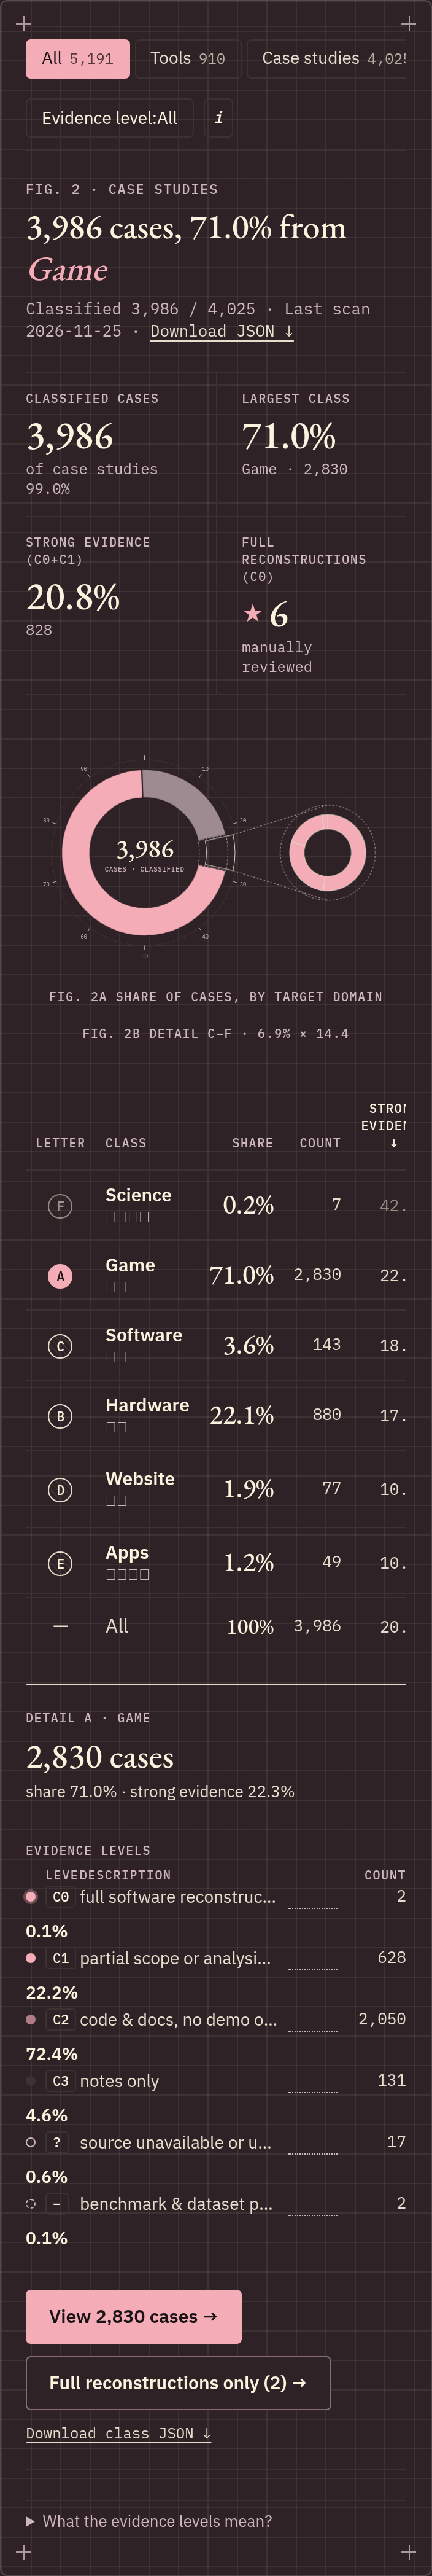 All 5,191 Tools 910 Case studies 4,025
Evidence level:All i
FIG. 2 · CASE STUDIES
3,986 cases, 71.0% from
Game
Classified 3,986 / 4,025 · Last scan
2026-11-25 · Download JSON ↓
CLASSIFIED CASES
3,986
of case studies
99.0%
LARGEST CLASS
71.0%
Game · 2,830
STRONG EVIDENCE
(C0+C1)
20.8%
828
FULL
RECONSTRUCTIONS
(C0)
★ 6
manually
reviewed
90 10
80 20
70 30
60 40
50
3,986
CASES · CLASSIFIED
FIG. 2A SHARE OF CASES, BY TARGET DOMAIN
FIG. 2B DETAIL C–F · 6.9% × 14.4
LETTER CLASS SHARE COUNT ↓
F Science 0.2% 7 42.
A Game 71.0% 2,830 22.
C Software 3.6% 143 18.
B Hardware 22.1% 880 17.
D Website 1.9% 77 10.
E Apps 1.2% 49 10.
— All 100% 3,986 20.
DETAIL A · GAME
2,830 cases
share 71.0% · strong evidence 22.3%
EVIDENCE LEVELS
LEVEL DESCRIPTION COUNT
C0 full software reconstruc... 2
0.1%
C1 partial scope or analysi... 628
22.2%
C2 code & docs, no demo o... 2,050
72.4%
C3 notes only 131
4.6%
? source unavailable or u... 17
0.6%
– benchmark & dataset p... 2
0.1%
View 2,830 cases →
Full reconstructions only (2) →
Download class JSON ↓
▶ What the evidence levels mean?